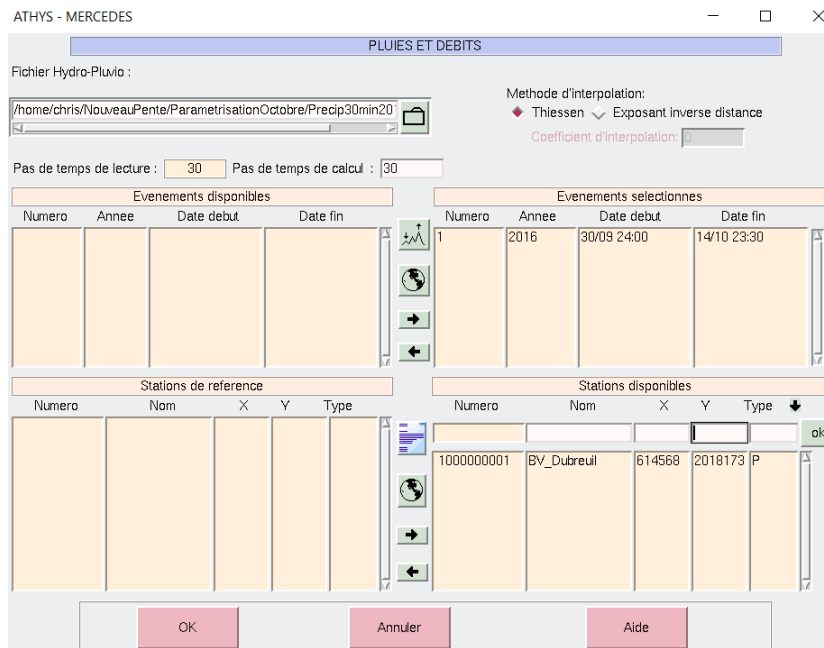 ATHYS - MERCEDES
PLUIES ET DEBITS
Fichier Hydro-Pluvio :
/home/chris/NouveauPente/ParametrisationOctobre/Precip30min20
Methode d'interpolation:
Thiessen Exposant inverse distance
Coefficient d'interpolation: 0
Pas de temps de lecture : 30 Pas de temps de calcul : 30
Evenements disponibles
Numero Annee Date debut Date fin
Evenements selectionnes
Numero Annee Date debut Date fin
1 2016 30/09 24:00 14/10 23:30
Stations de reference
Numero Nom X Y Type
Stations disponibles
Numero Nom X Y Type
ok
1000000001 BV_Dubreuil 614568 2018173 P
OK Annuler Aide